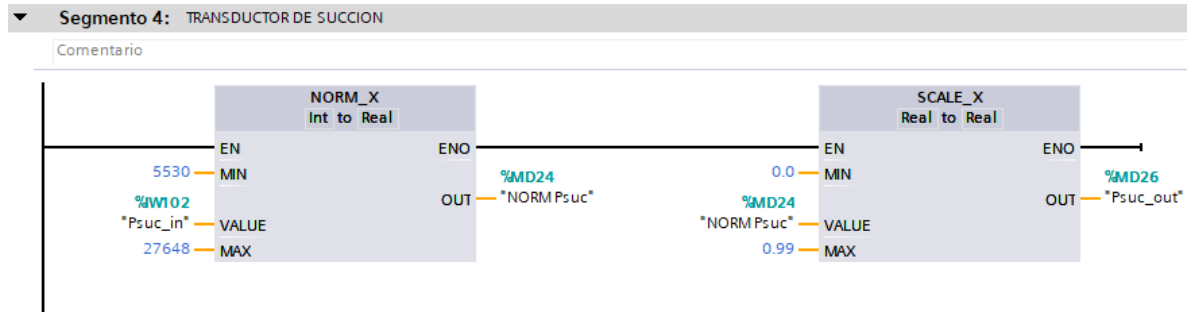 Segmento 4: TRANSDUCTOR DE SUCCION
Comentario
NORM_X
Int to Real
EN
ENO
5530
MIN
%MD24
"NORM Psuc"
OUT
%IW102
"Psuc_in"
VALUE
27648
MAX
SCALE_X
Real to Real
EN
ENO
0.0
MIN
%MD26
"Psuc_out"
OUT
%MD24
"NORM Psuc"
VALUE
0.99
MAX